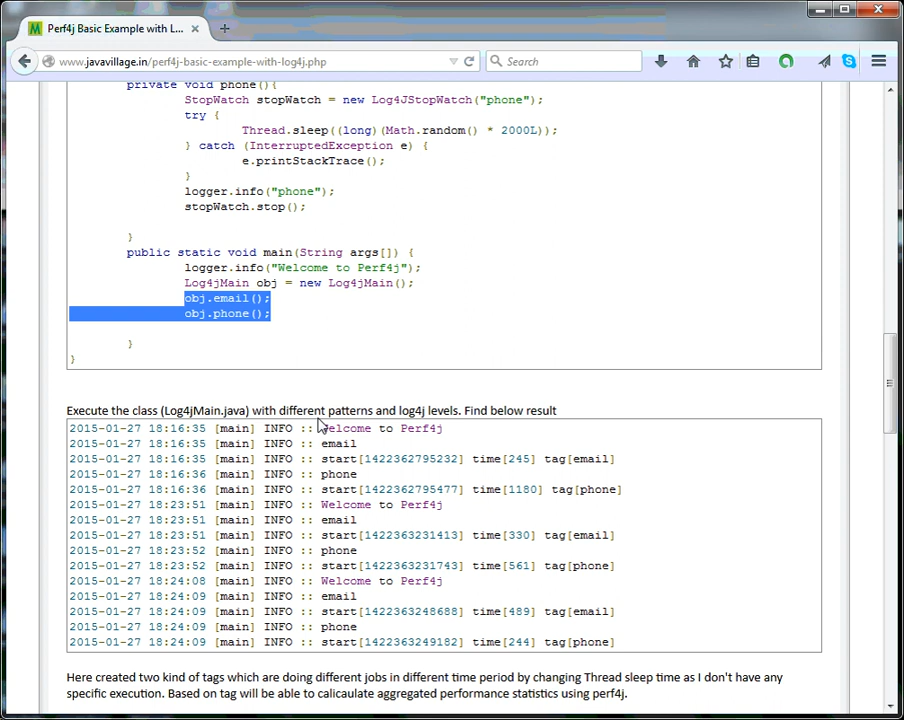 Perf4j Basic Example with L...
www.javavillage.in/perf4j-basic-example-with-log4j.php
Search
private void phone(){
StopWatch stopWatch = new Log4JStopWatch("phone");
try {
Thread.sleep((long)(Math.random() * 2000L));
} catch (InterruptedException e) {
e.printStackTrace();
}
logger.info("phone");
stopWatch.stop();
}
public static void main(String args[]) {
logger.info("Welcome to Perf4j");
Log4jMain obj = new Log4jMain();
obj.email();
obj.phone();
}
}
Execute the class (Log4jMain.java) with different patterns and log4j levels. Find below result
2015-01-27 18:16:35 [main] INFO :: Welcome to Perf4j
2015-01-27 18:16:35 [main] INFO :: email
2015-01-27 18:16:35 [main] INFO :: start[1422362795232] time[245] tag[email]
2015-01-27 18:16:36 [main] INFO :: phone
2015-01-27 18:16:36 [main] INFO :: start[1422362795477] time[1180] tag[phone]
2015-01-27 18:23:51 [main] INFO :: Welcome to Perf4j
2015-01-27 18:23:51 [main] INFO :: email
2015-01-27 18:23:51 [main] INFO :: start[1422363231413] time[330] tag[email]
2015-01-27 18:23:52 [main] INFO :: phone
2015-01-27 18:23:52 [main] INFO :: start[1422363231743] time[561] tag[phone]
2015-01-27 18:24:08 [main] INFO :: Welcome to Perf4j
2015-01-27 18:24:09 [main] INFO :: email
2015-01-27 18:24:09 [main] INFO :: start[1422363248688] time[489] tag[email]
2015-01-27 18:24:09 [main] INFO :: phone
2015-01-27 18:24:09 [main] INFO :: start[1422363249182] time[244] tag[phone]
Here created two kind of tags which are doing different jobs in different time period by changing Thread sleep time as I don't have any
specific execution. Based on tag will be able to calicaulate aggregated performance statistics using perf4j.